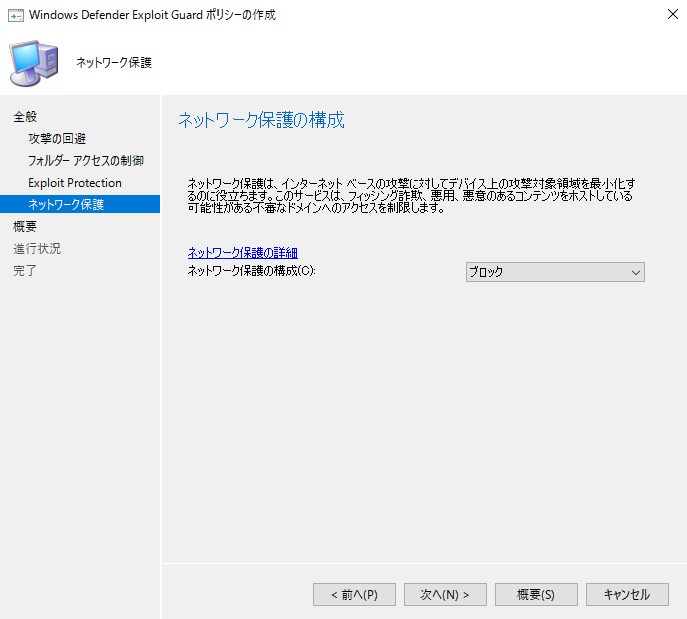 Windows Defender Exploit Guard ポリシーの作成
ネットワーク保護
全般
攻撃の回避
フォルダー アクセスの制御
Exploit Protection
ネットワーク保護
概要
進行状況
完了
ネットワーク保護の構成
ネットワーク保護は、インターネット ベースの攻撃に対してデバイス上の攻撃対象領域を最小化す
るのに役立ちます。このサービスは、フィッシング詐欺、悪用、悪意のあるコンテンツをホストしている
可能性がある不審なドメインへのアクセスを制限します。
ネットワーク保護の詳細
ネットワーク保護の構成(C):
ブロック
< 前へ(P)
次へ(N) >
概要(S)
キャンセル